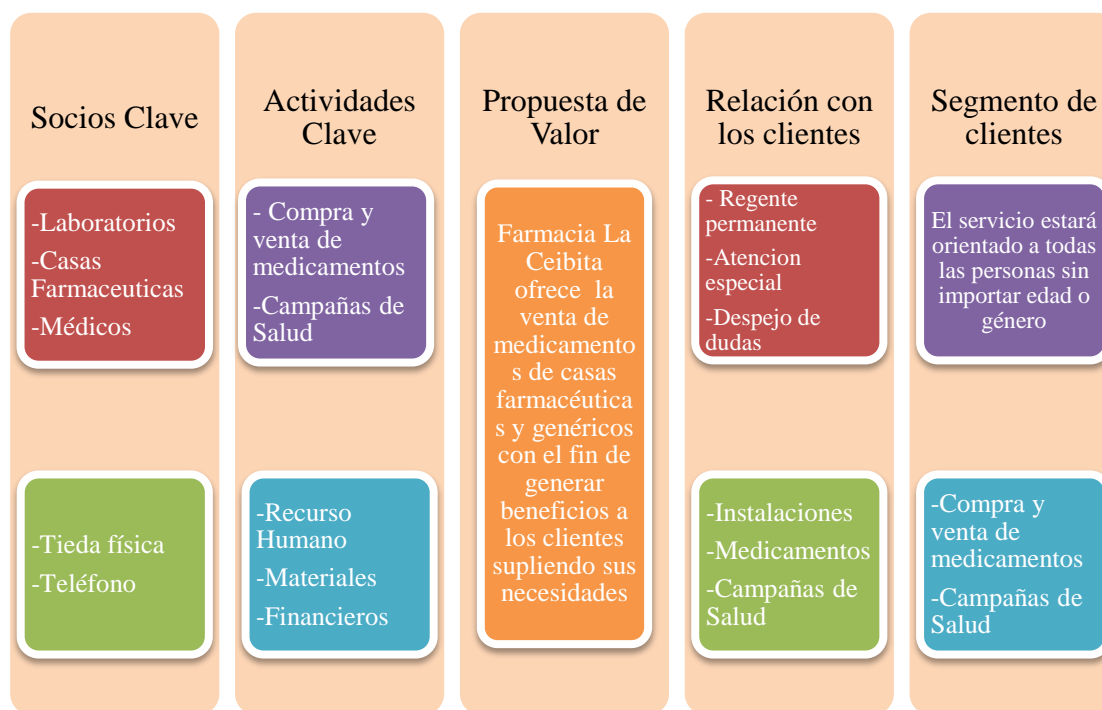 Socios Clave
-Laboratorios
-Casas
Farmaceuticas
-Médicos
-Tieda física
-Teléfono
Actividades
Clave
- Compra y
venta de
medicamentos
-Campañas de
Salud
-Recurso
Humano
-Materiales
-Financieros
Propuesta de
Valor
Farmacia La
Ceibita
ofrece la
venta de
medicamento
s de casas
farmacéutica
s y genéricos
con el fin de
generar
beneficios a
los clientes
supliendo sus
necesidades
Relación con
los clientes
- Regente
permanente
-Atencion
especial
-Despejo de
dudas
-Instalaciones
-Medicamentos
-Campañas de
Salud
Segmento de
clientes
El servicio estará
orientado a todas
las personas sin
importar edad o
género
-Compra y
venta de
medicamentos
-Campañas de
Salud